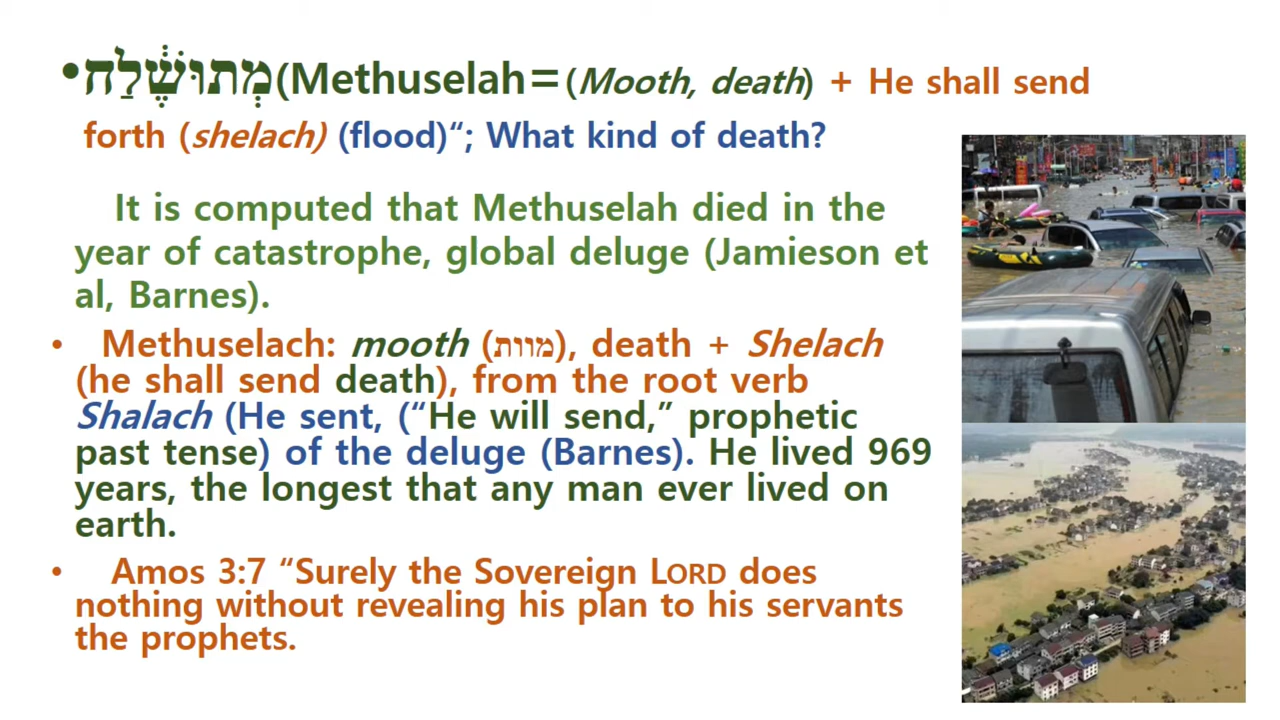 •מְתוּשֶׁ֔לַח(Methuselah=(Mooth, death) + He shall send
forth (shelach) (flood)“; What kind of death?
It is computed that Methuselah died in the
year of catastrophe, global deluge (Jamieson et
al, Barnes).
• Methuselach: mooth (מוות), death + Shelach
(he shall send death), from the root verb
Shalach (He sent, (“He will send,” prophetic
past tense) of the deluge (Barnes). He lived 969
years, the longest that any man ever lived on
earth.
• Amos 3:7 “Surely the Sovereign LORD does
nothing without revealing his plan to his servants
the prophets.